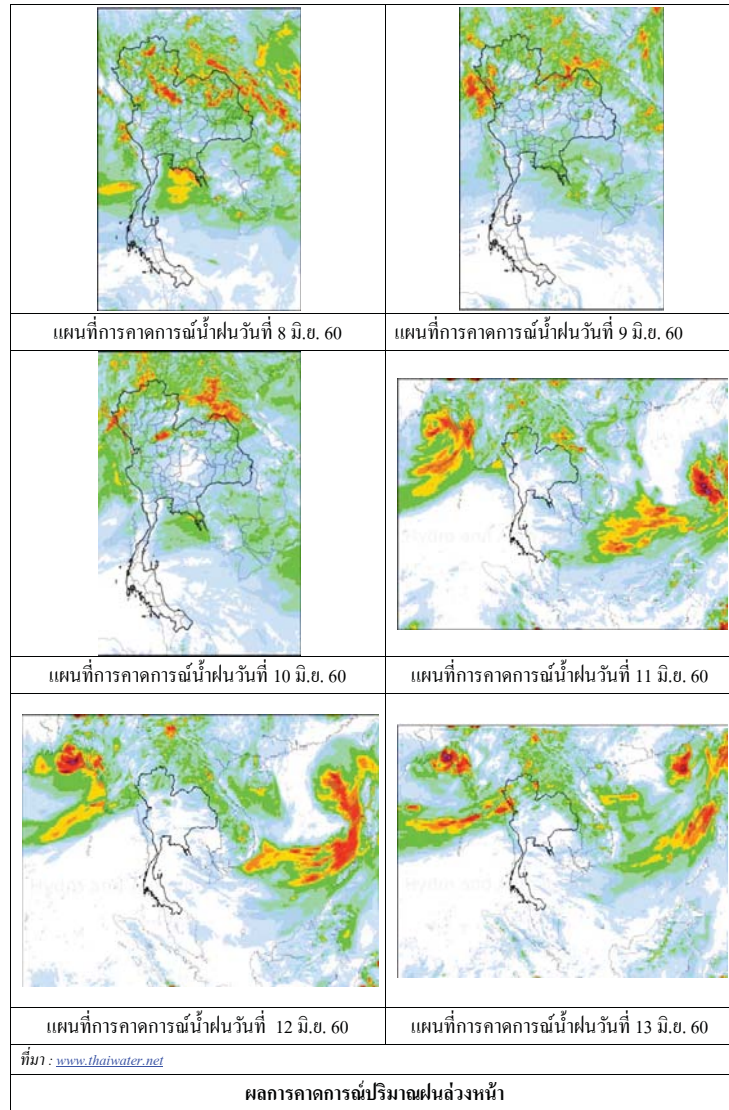 แผนที่การคาดการณ์น้ำฝนวันที่ 8 มิ.ย. 60
แผนที่การคาดการณ์น้ำฝนวันที่ 9 มิ.ย. 60
แผนที่การคาดการณ์น้ำฝนวันที่ 10 มิ.ย. 60
แผนที่การคาดการณ์น้ำฝนวันที่ 11 มิ.ย. 60
แผนที่การคาดการณ์น้ำฝนวันที่ 12 มิ.ย. 60
แผนที่การคาดการณ์น้ำฝนวันที่ 13 มิ.ย. 60
ที่มา : www.thaiwater.net
ผลการคาดการณ์ปริมาณฝนล่วงหน้า